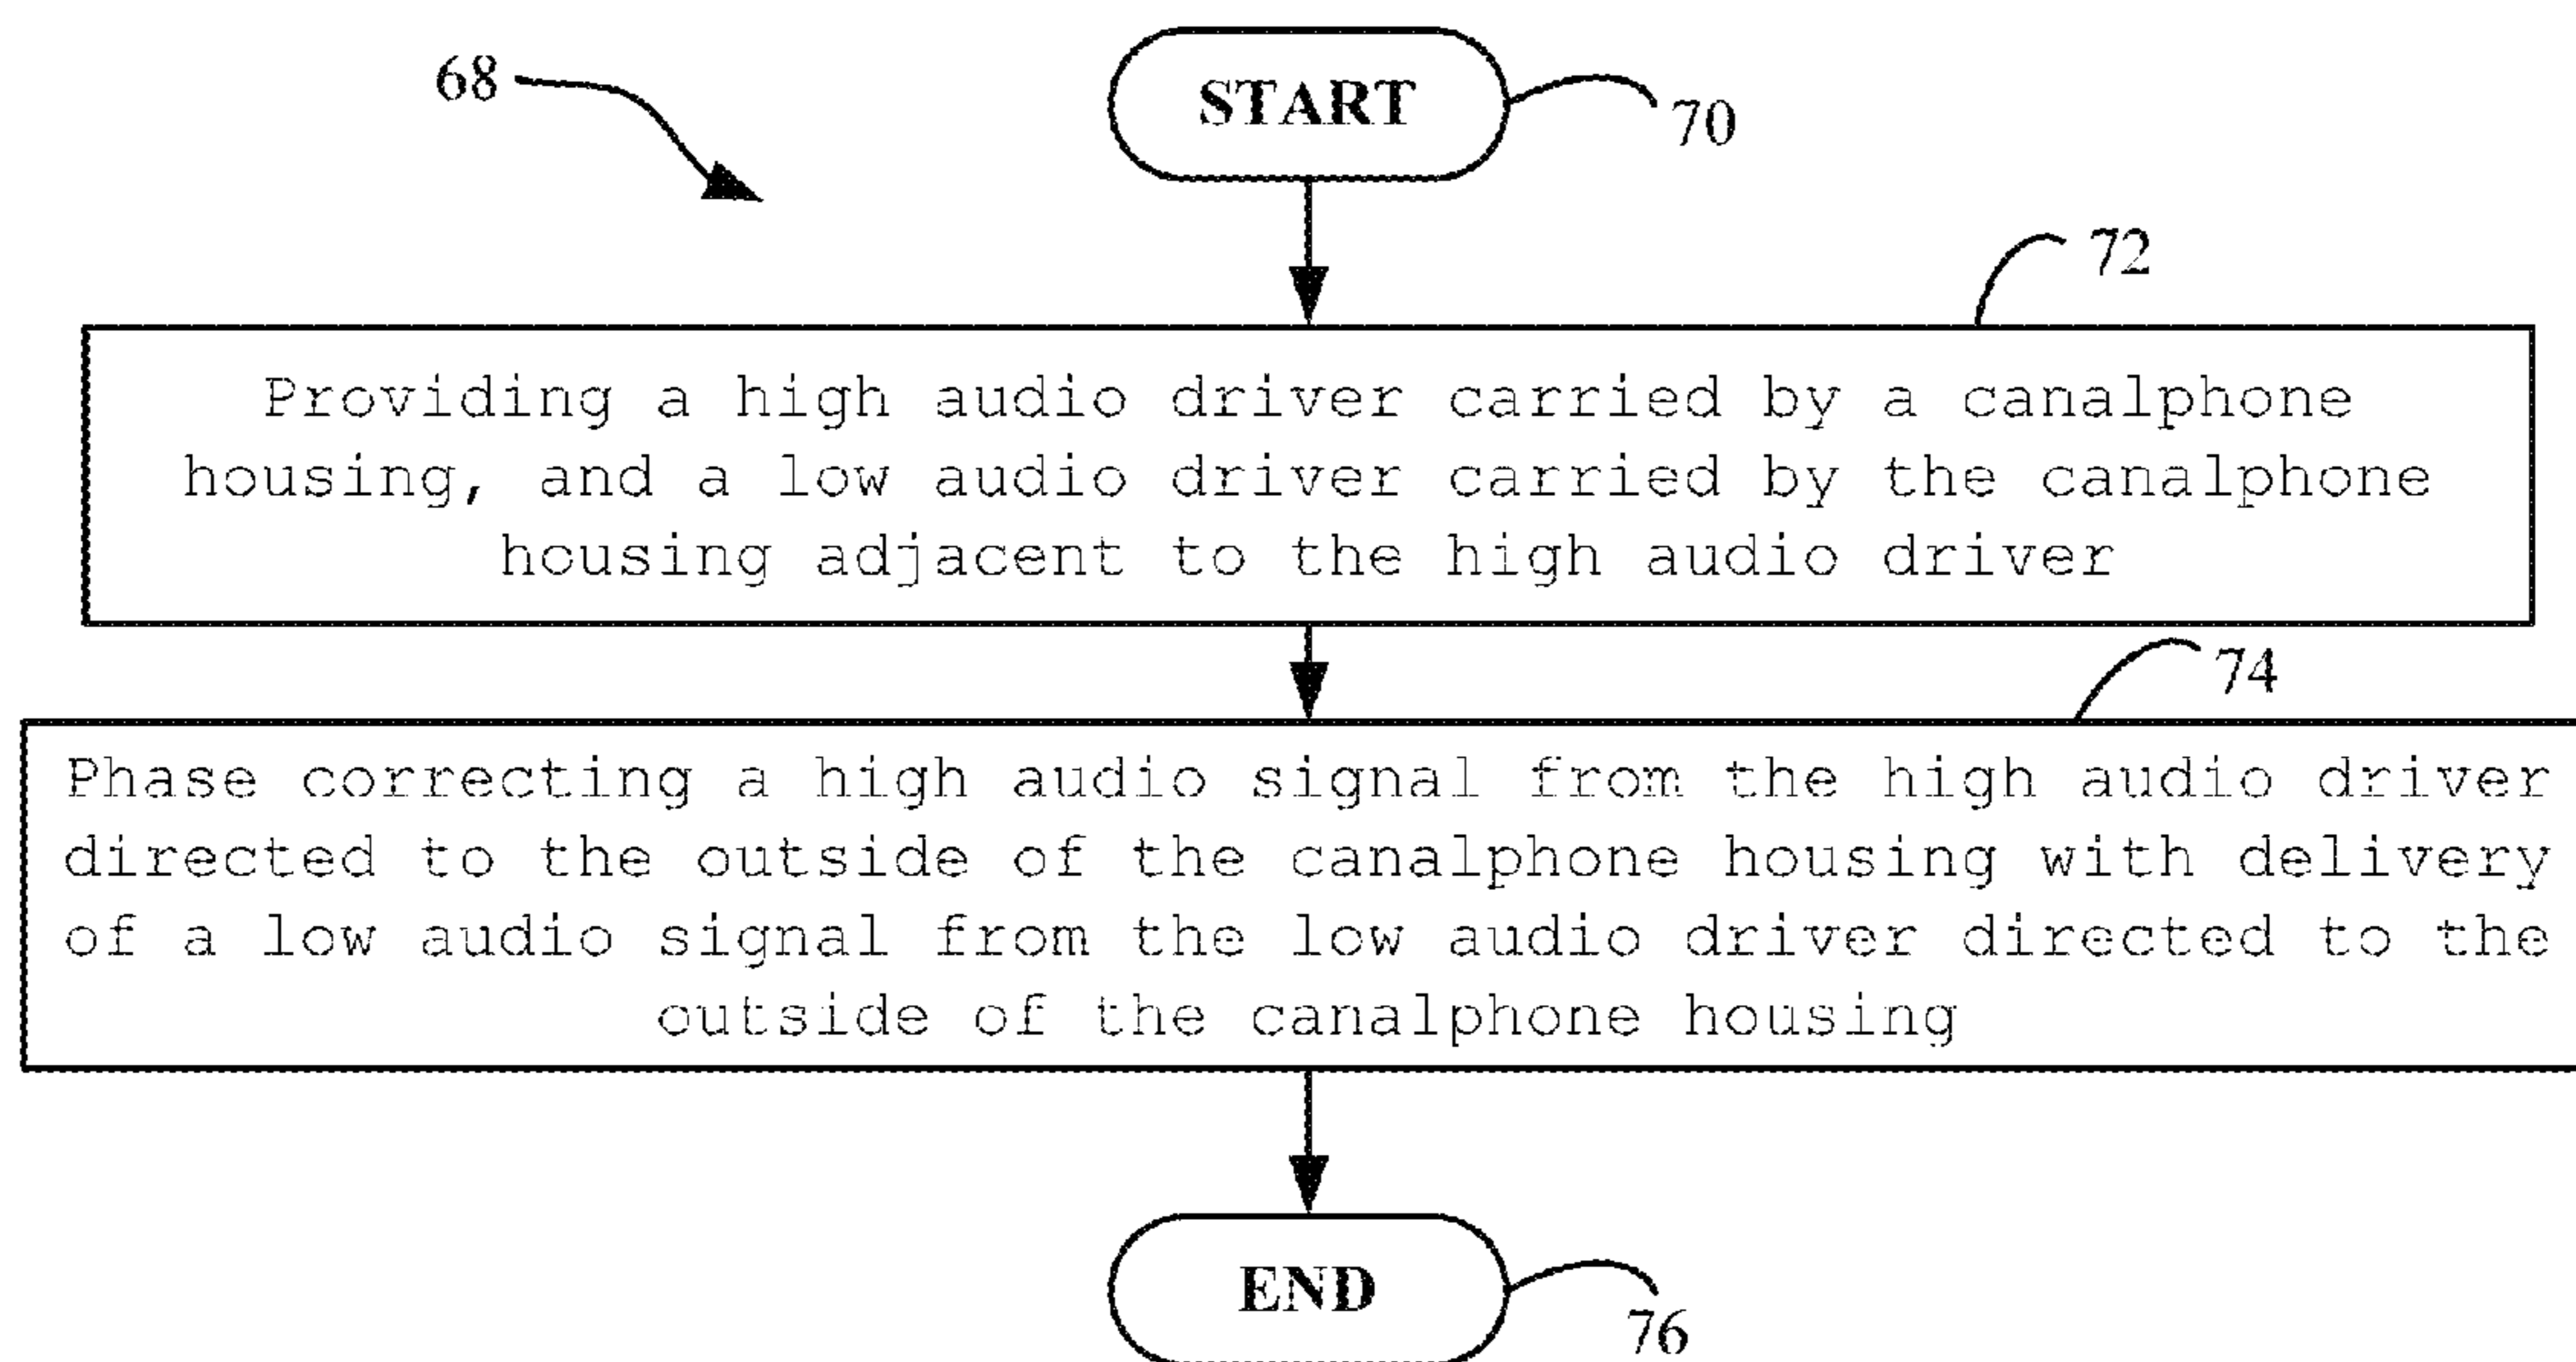 68
START
70
72
Providing a high audio driver carried by a canalphone
housing, and a low audio driver carried by the canalphone
housing adjacent to the high audio driver
74
Phase correcting a high audio signal from the high audio driver
directed to the outside of the canalphone housing with delivery
of a low audio signal from the low audio driver directed to the
outside of the canalphone housing
END
76